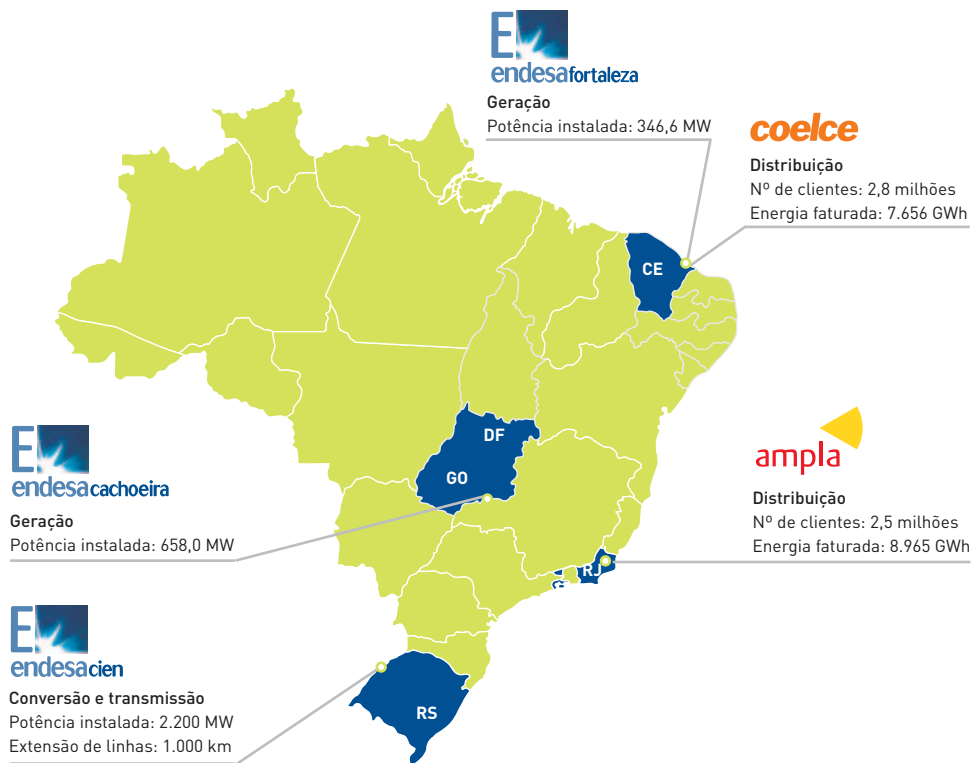 E
endesafortaleza
Geração
Potência instalada: 346,6 MW
coelce
Distribuição
Nº de clientes: 2,8 milhões
Energia faturada: 7.656 GWh
CE
DF
GO
E
endesacachoeira
Geração
Potência instalada: 658,0 MW
ampla
Distribuição
Nº de clientes: 2,5 milhões
Energia faturada: 8.965 GWh
RJ
E
endesacien
Conversão e transmissão
Potência instalada: 2.200 MW
Extensão de linhas: 1.000 km
RS